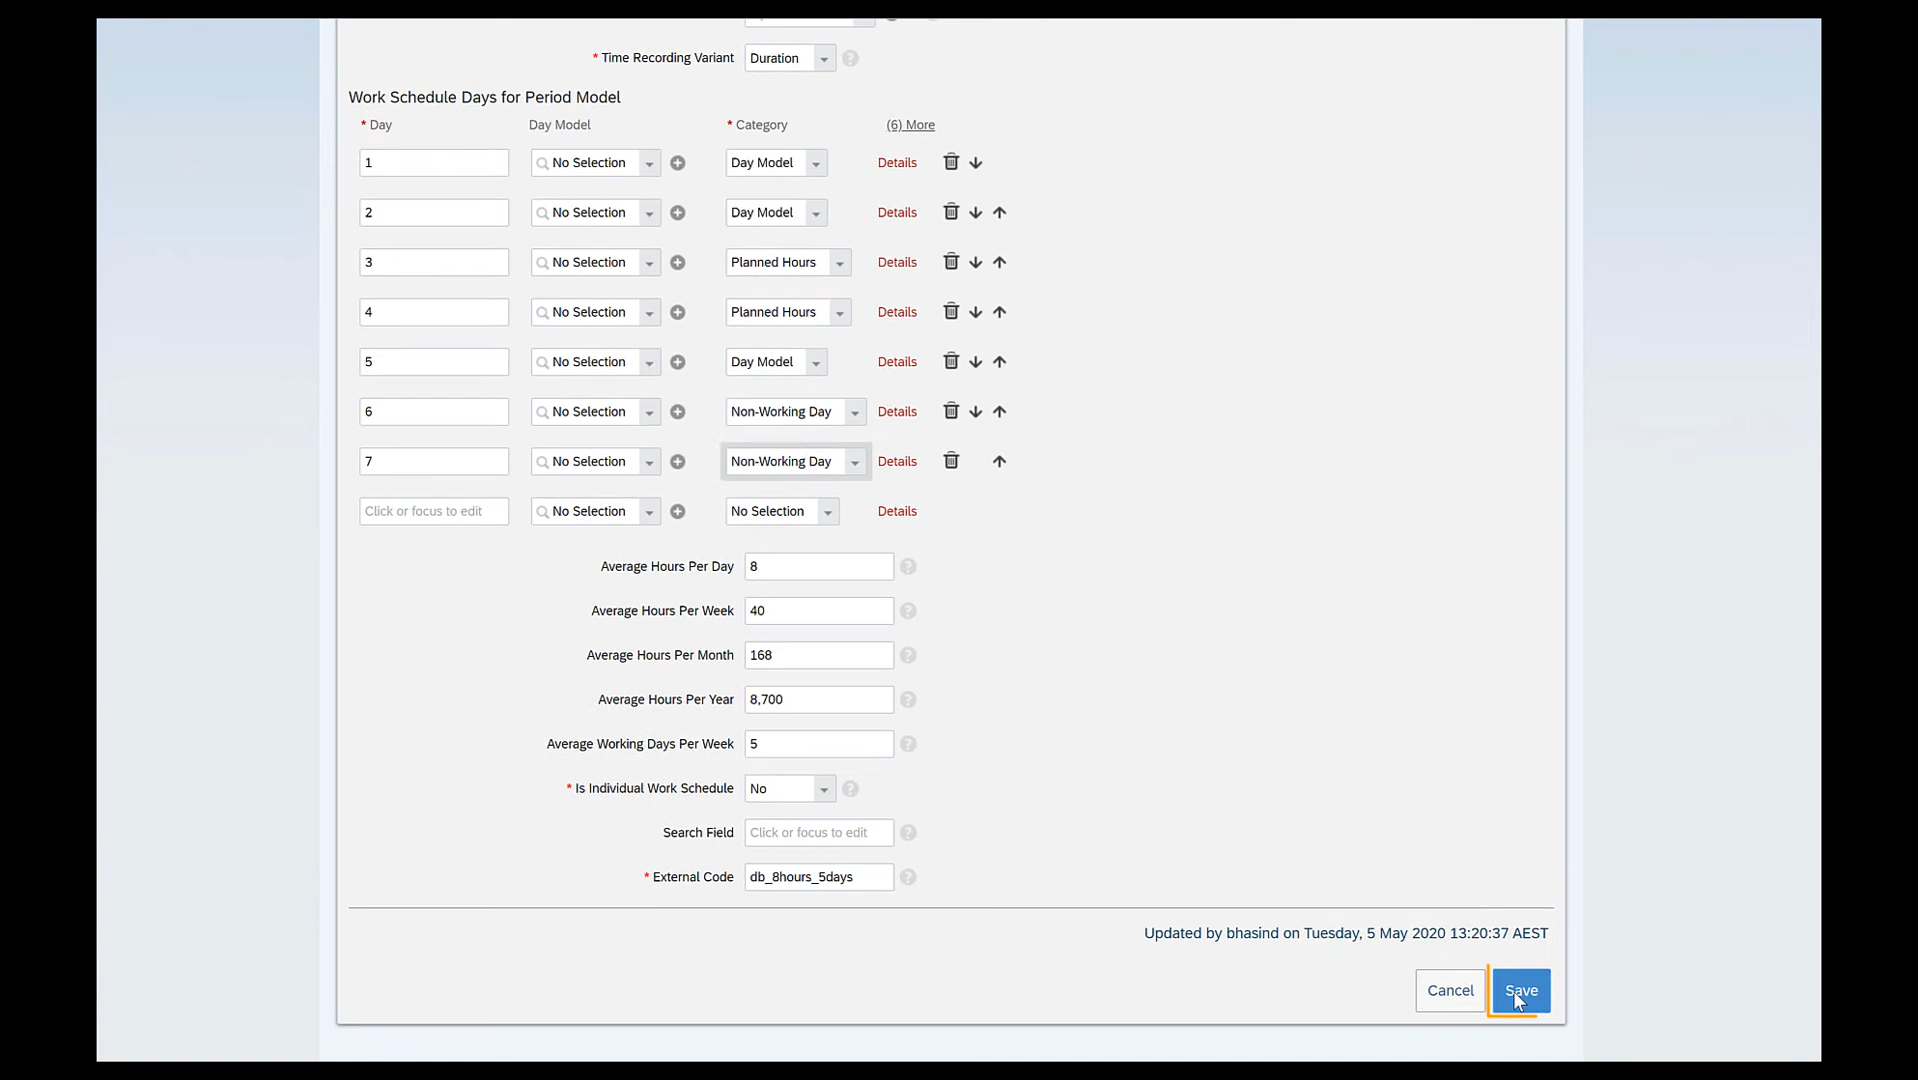 * Time Recording Variant Duration ?
Work Schedule Days for Period Model
* Day Day Model * Category (6) More
1 No Selection Day Model Details
2 No Selection Day Model Details
3 No Selection Planned Hours Details
4 No Selection Planned Hours Details
5 No Selection Day Model Details
6 No Selection Non-Working Day Details
7 No Selection Non-Working Day Details
Click or focus to edit No Selection No Selection Details
Average Hours Per Day 8 ?
Average Hours Per Week 40 ?
Average Hours Per Month 168 ?
Average Hours Per Year 8,700 ?
Average Working Days Per Week 5 ?
* Is Individual Work Schedule No ?
Search Field Click or focus to edit ?
* External Code db_8hours_5days ?
Updated by bhasind on Tuesday, 5 May 2020 13:20:37 AEST
Cancel Save